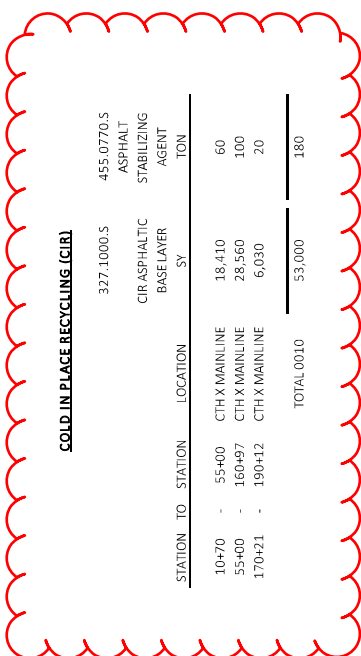 COLD IN PLACE RECYCLING (CIR)
327.1000.S 455.0770.S
ASPHALT
CIR ASPHALTIC STABILIZING
BASE LAYER AGENT
STATION TO STATION LOCATION SY TON
10+70 - 55+00 CTH X MAINLINE 18,410 60
55+00 - 160+97 CTH X MAINLINE 28,560 100
170+21 - 190+12 CTH X MAINLINE 6,030 20
TOTAL 0010 53,000 180